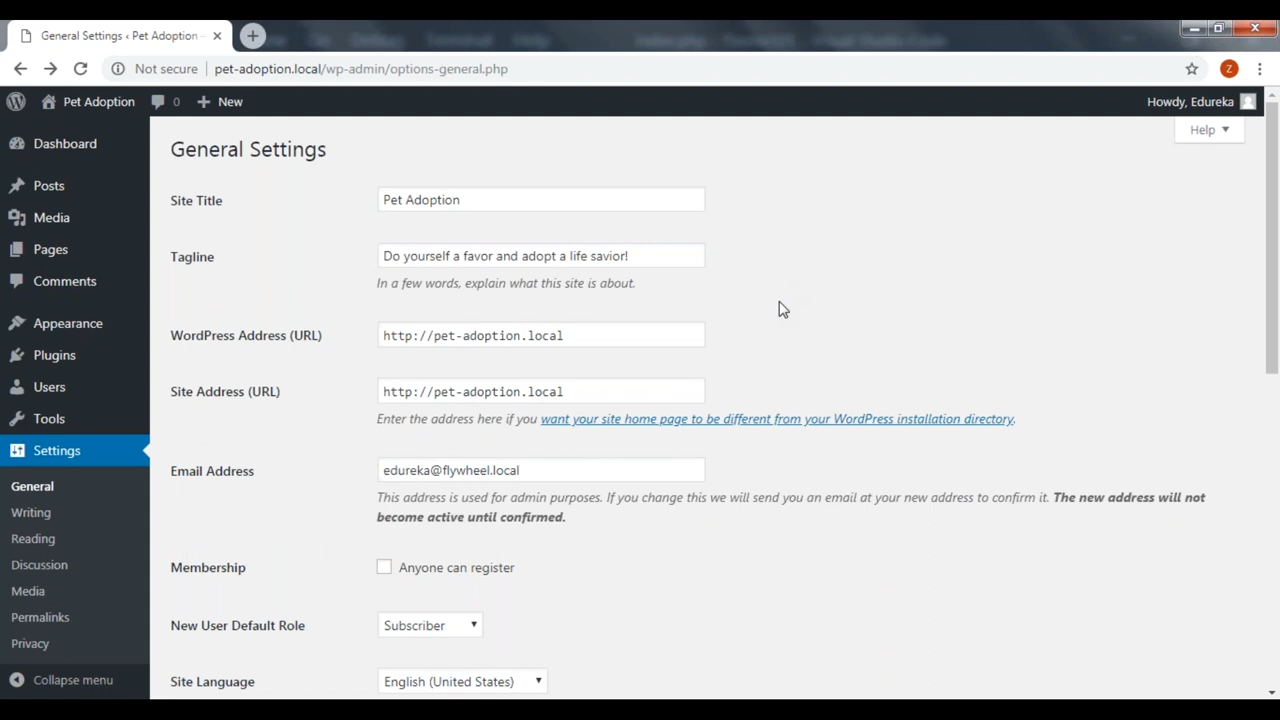 General Settings ‹ Pet Adoption
Not secure pet-adoption.local/wp-admin/options-general.php
Z
Pet Adoption 0 New Howdy, Edureka
Help
Dashboard
Posts
Media
Pages
Comments
Appearance
Plugins
Users
Tools
Settings
General
Writing
Reading
Discussion
Media
Permalinks
Privacy
Collapse menu
General Settings
Site Title Pet Adoption
Tagline Do yourself a favor and adopt a life savior!
In a few words, explain what this site is about.
WordPress Address (URL) http://pet-adoption.local
Site Address (URL) http://pet-adoption.local
Enter the address here if you want your site home page to be different from your WordPress installation directory.
Email Address edureka@flywheel.local
This address is used for admin purposes. If you change this we will send you an email at your new address to confirm it. The new address will not
become active until confirmed.
Membership Anyone can register
New User Default Role Subscriber
Site Language English (United States)